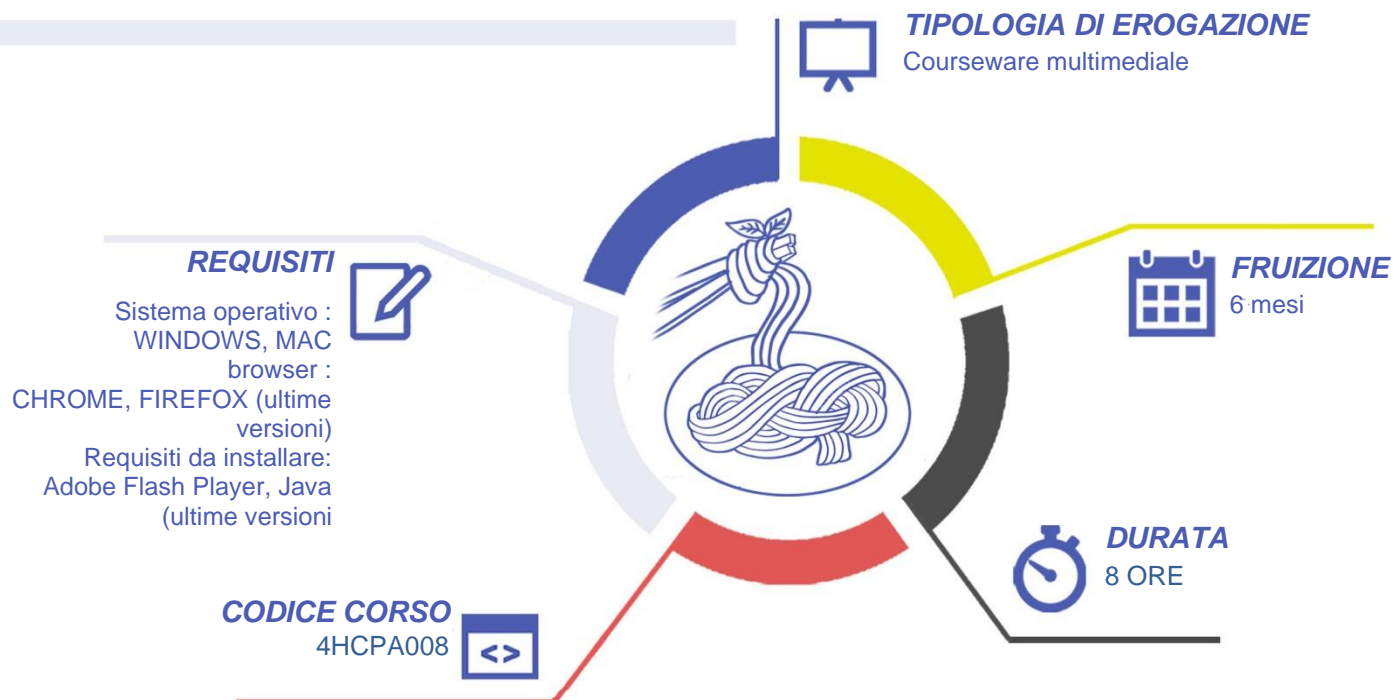 TIPOLOGIA DI EROGAZIONE
Courseware multimediale
REQUISITI
Sistema operativo :
WINDOWS, MAC
browser :
CHROME, FIREFOX (ultime
versioni)
Requisiti da installare:
Adobe Flash Player, Java
(ultime versioni
FRUIZIONE
6 mesi
DURATA
8 ORE
CODICE CORSO
4HCPA008
<>